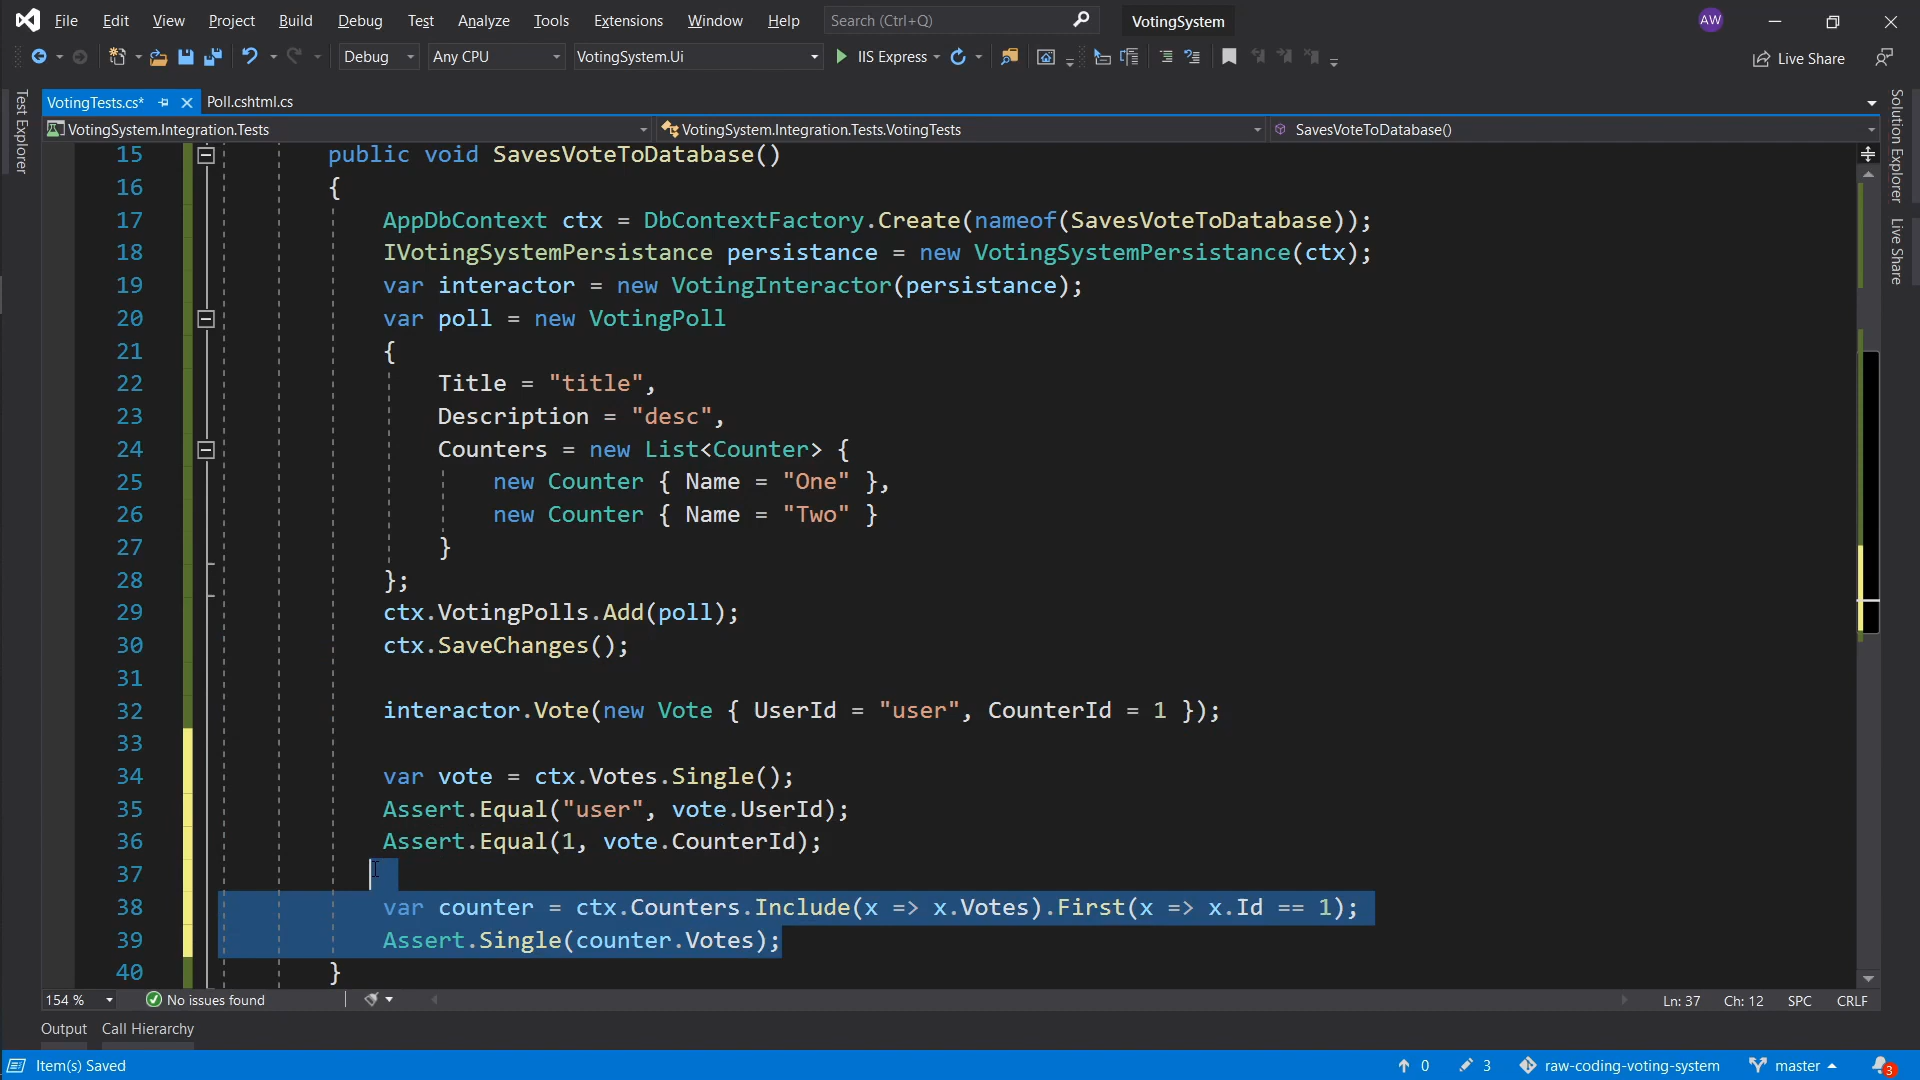 File Edit View Project Build Debug Test Analyze Tools Extensions Window Help Search (Ctrl+Q) VotingSystem AW
Debug Any CPU VotingSystem.Ui IIS Express Live Share
VotingTests.cs* Poll.cshtml.cs
VotingSystem.Integration.Tests VotingSystem.Integration.Tests.VotingTests SavesVoteToDatabase()
Test Explorer
Solution Explorer
Live Share
15 public void SavesVoteToDatabase()
16 {
17 AppDbContext ctx = DbContextFactory.Create(nameof(SavesVoteToDatabase));
18 IVotingSystemPersistance persistance = new VotingSystemPersistance(ctx);
19 var interactor = new VotingInteractor(persistance);
20 var poll = new VotingPoll
21 {
22 Title = "title",
23 Description = "desc",
24 Counters = new List<Counter> {
25 new Counter { Name = "One" },
26 new Counter { Name = "Two" }
27 }
28 };
29 ctx.VotingPolls.Add(poll);
30 ctx.SaveChanges();
31
32 interactor.Vote(new Vote { UserId = "user", CounterId = 1 });
33
34 var vote = ctx.Votes.Single();
35 Assert.Equal("user", vote.UserId);
36 Assert.Equal(1, vote.CounterId);
37
38 var counter = ctx.Counters.Include(x => x.Votes).First(x => x.Id == 1);
39 Assert.Single(counter.Votes);
40 }
154 % No issues found Ln: 37 Ch: 12 SPC CRLF
Output Call Hierarchy
Item(s) Saved 0 3 raw-coding-voting-system master 3